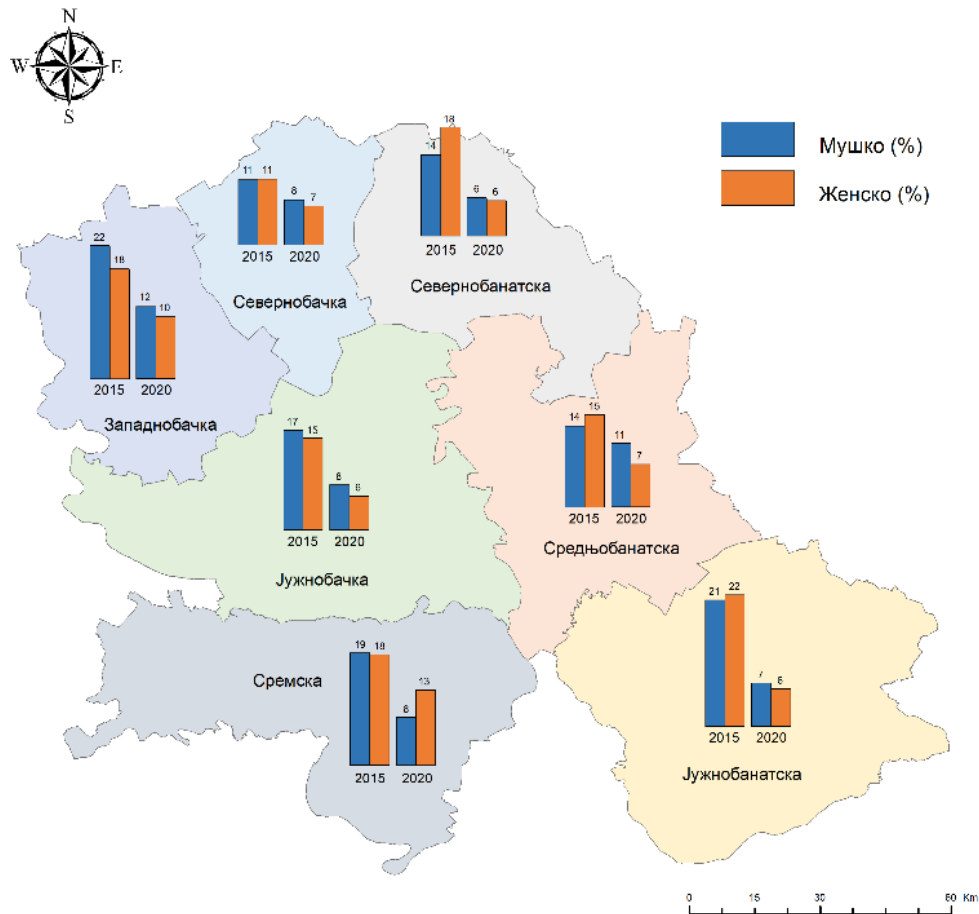 N
W E
S
Мушко (%)
Женско (%)
14 18
6 6
2015 2020
Севернобанатска
11 11
8 7
2015 2020
Севернобачка
22 18
12 10
2015 2020
Западнобачка
17 15
8 6
2015 2020
Јужнобачка
14 15
11 7
2015 2020
Средњобанатска
19 18
8 13
2015 2020
Сремска
21 22
7 6
2015 2020
Јужнобанатска
0 15 30 60 Km